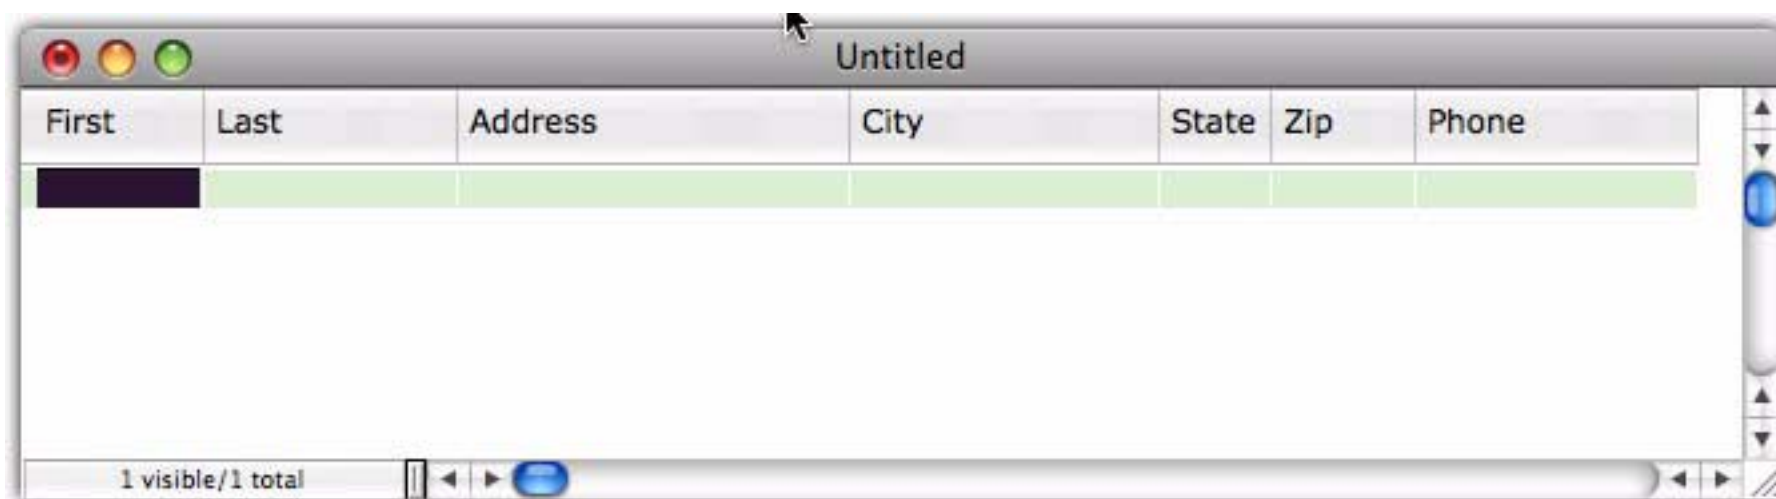 Untitled
First Last Address City State Zip Phone
1 visible/1 total